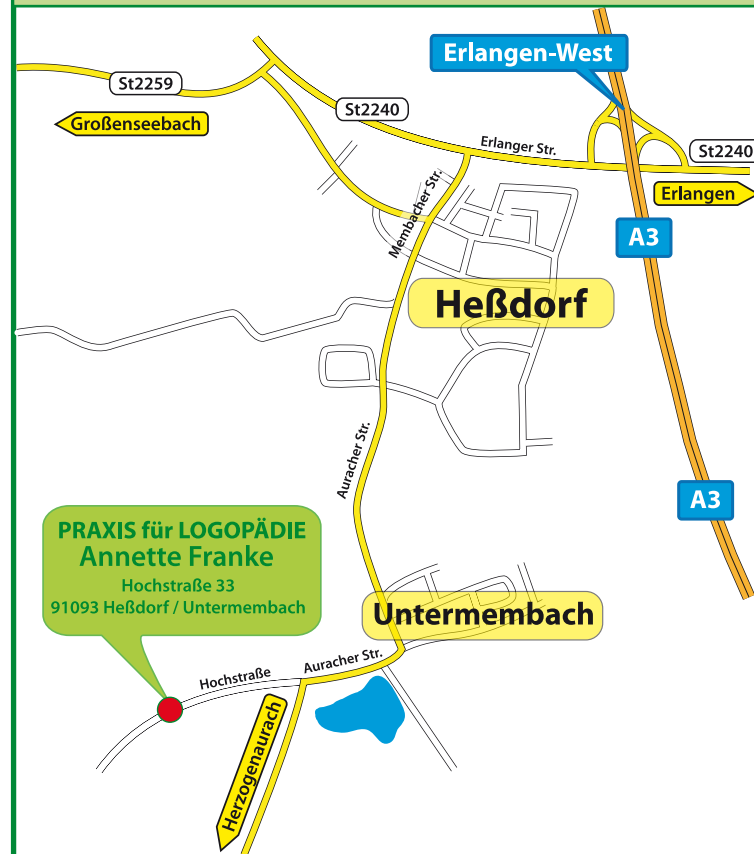 Erlangen-West
St2259
Großenseebach
St2240
Erlanger Str.
St2240
Erlangen
Membacher Str.
A3
Heßdorf
Auracher Str.
A3
PRAXIS für LOGOPÄDIE
Annette Franke
Hochstraße 33
91093 Heßdorf / Untermembach
Untermembach
Auracher Str.
Hochstraße
Herzogenaurach